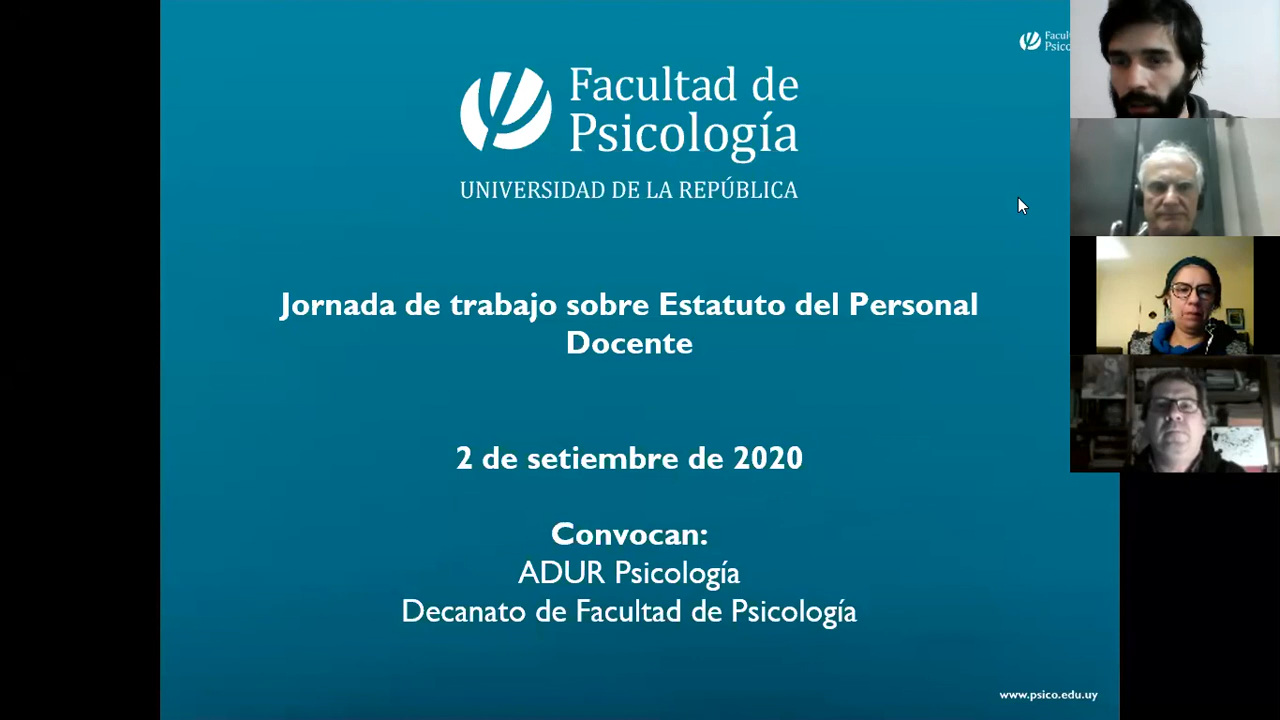 Facultad de
Psicología
UNIVERSIDAD DE LA REPÚBLICA
Jornada de trabajo sobre Estatuto del Personal
Docente
2 de setiembre de 2020
Convocan:
ADUR Psicología
Decanato de Facultad de Psicología
www.psico.edu.uy